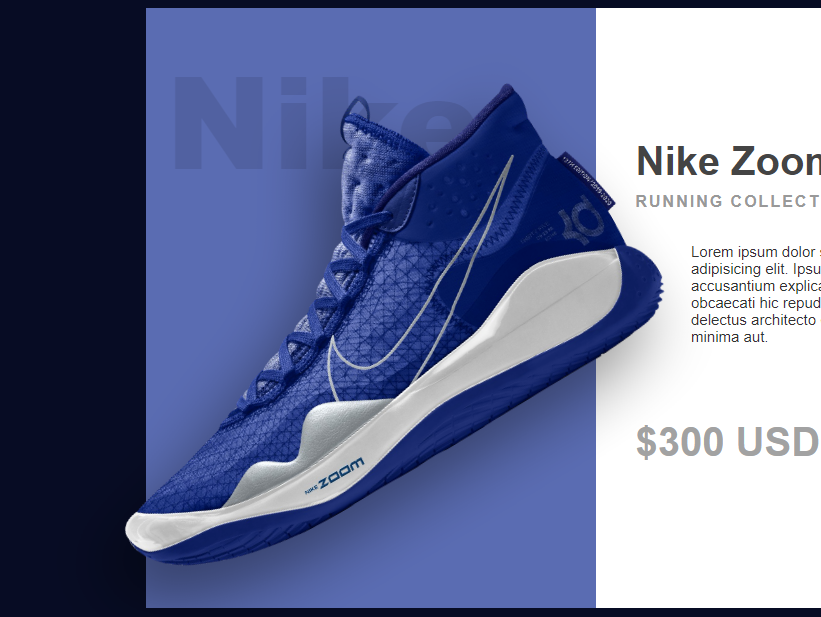 Nike
Nike Zoom
RUNNING COLLECT
Lorem ipsum dolor
adipisicing elit. Ipsu
accusantium explica
obcaecati hic repud
delectus architecto
minima aut.
$300 USD
NIKE ZOOM